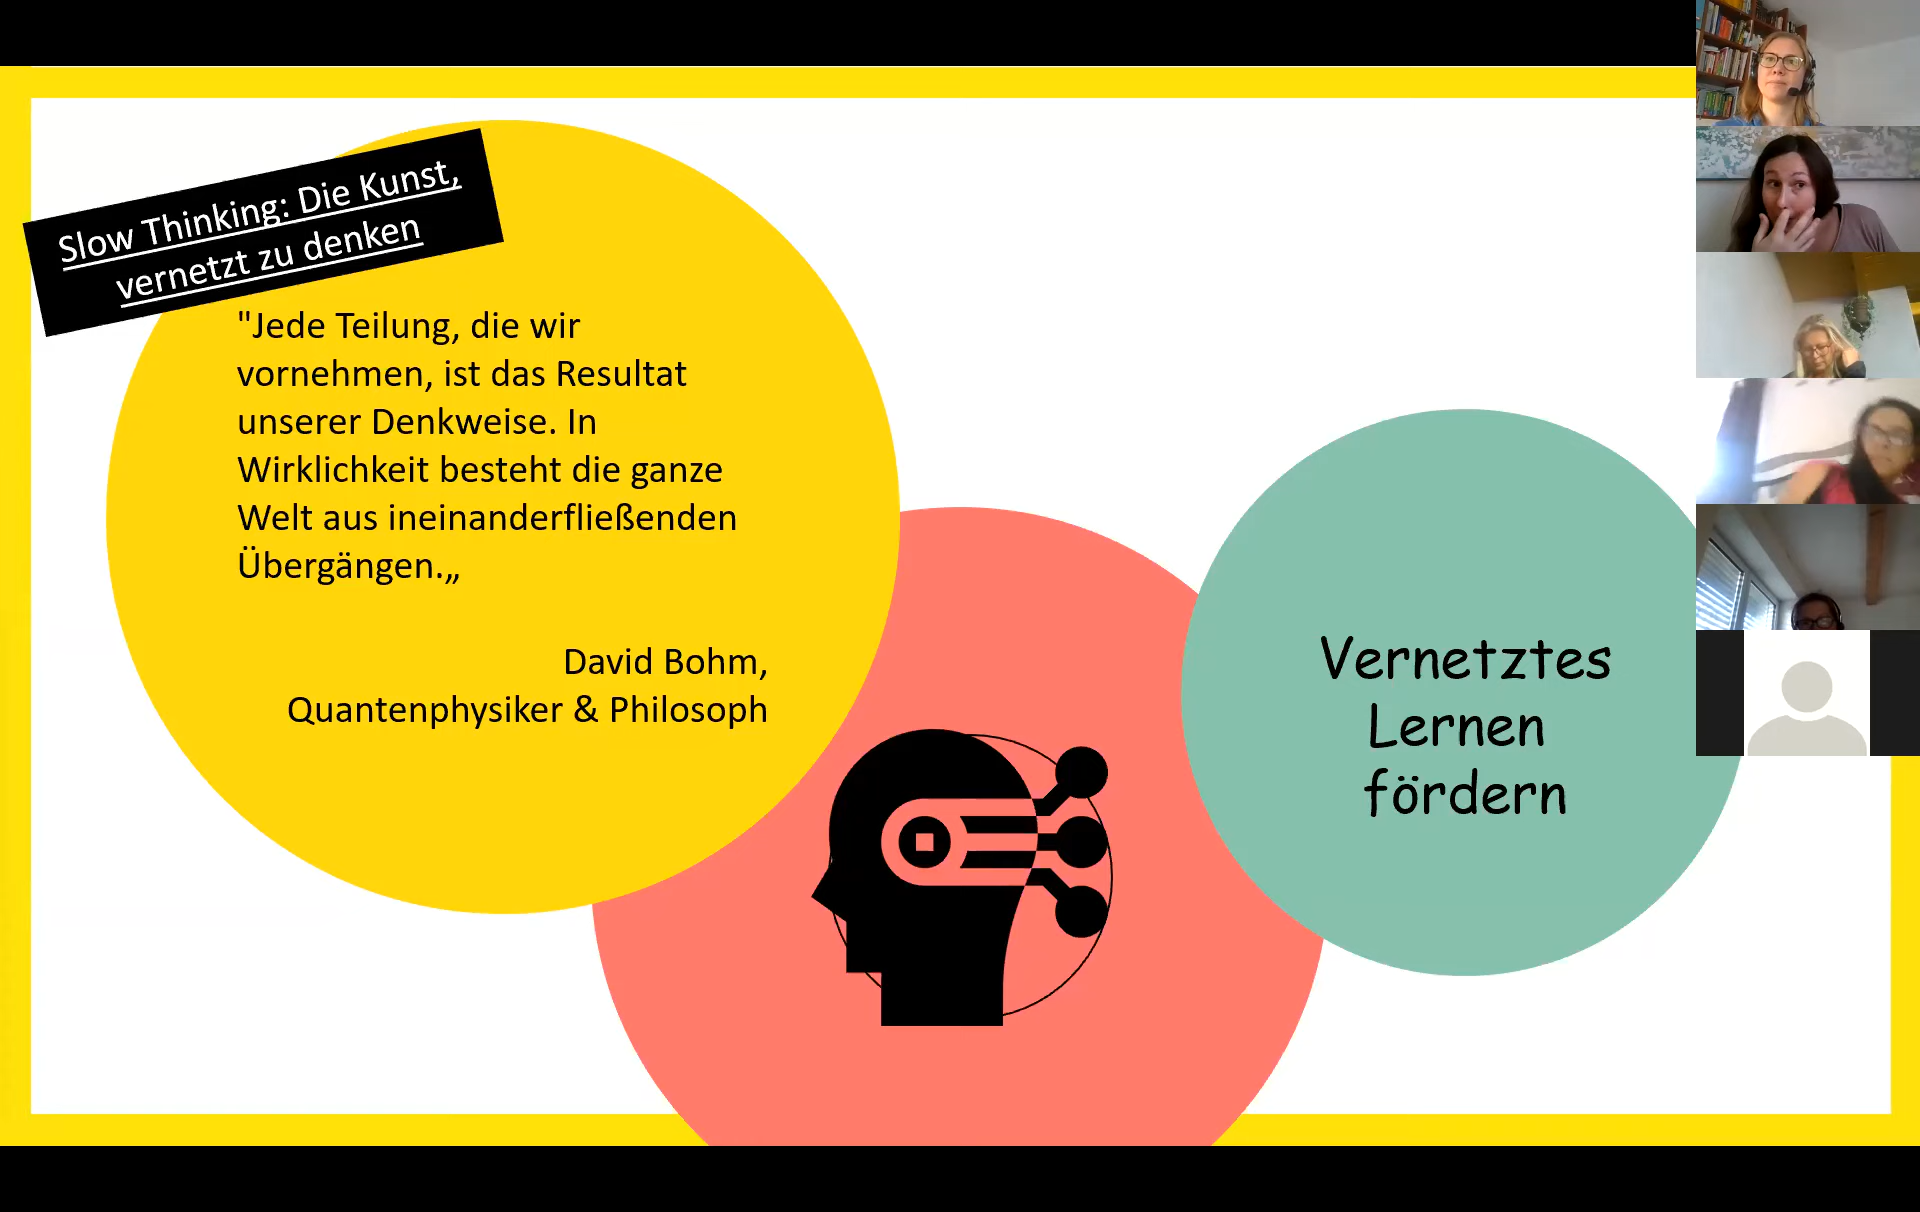 Slow Thinking: Die Kunst,
vernetzt zu denken
"Jede Teilung, die wir
vornehmen, ist das Resultat
unserer Denkweise. In
Wirklichkeit besteht die ganze
Welt aus ineinanderfließenden
Übergängen.„
David Bohm,
Quantenphysiker & Philosoph
Vernetztes
Lernen
fördern